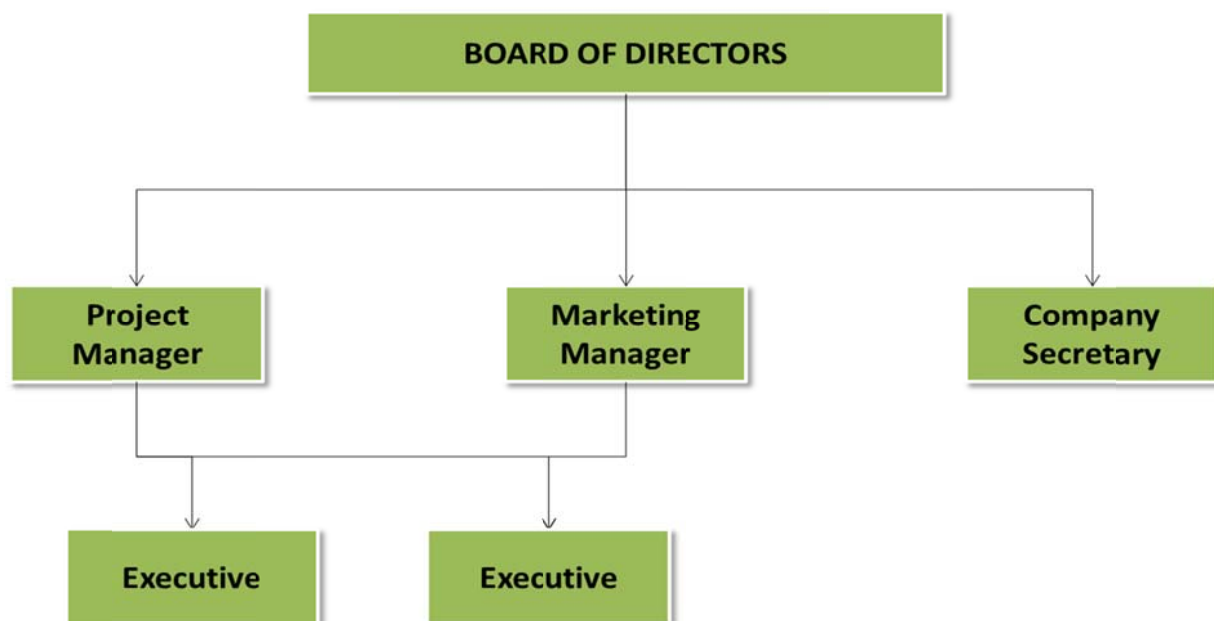 BOARD OF DIRECTORS
Project
Manager
Marketing
Manager
Company
Secretary
Executive
Executive